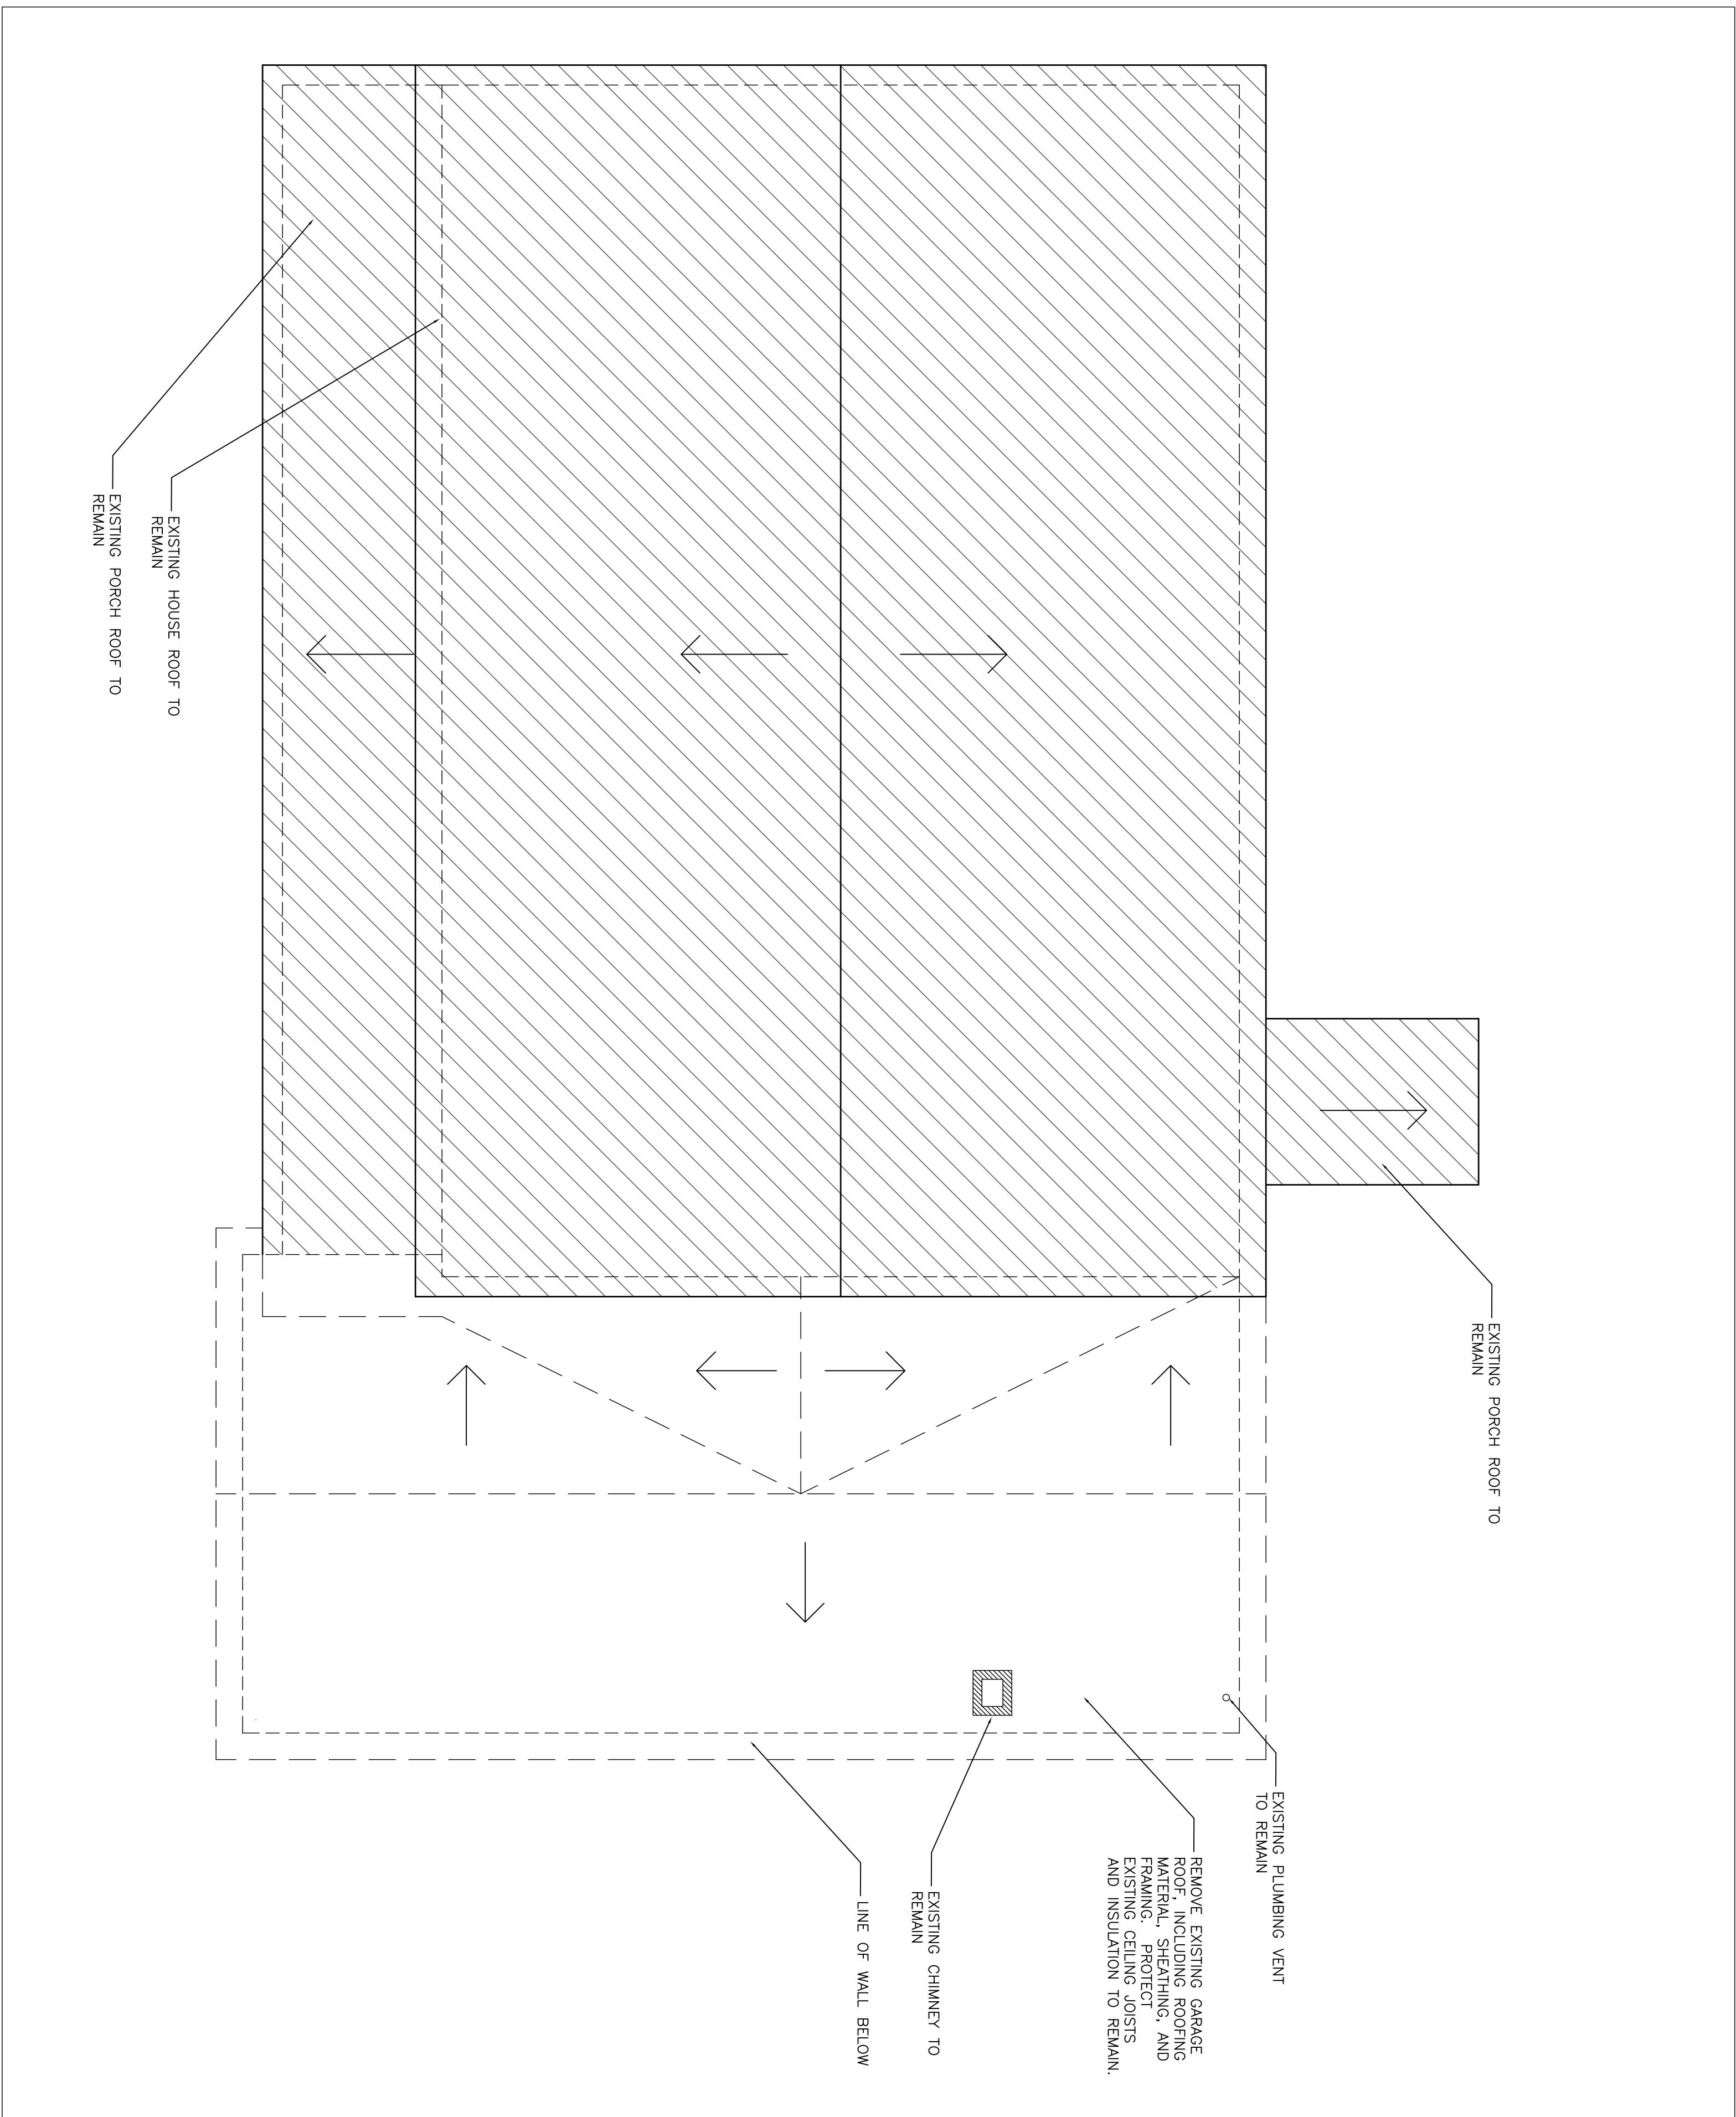 EXISTING PORCH ROOF TO
REMAIN
EXISTING PLUMBING VENT
TO REMAIN
REMOVE EXISTING GARAGE
ROOF, INCLUDING ROOFING
MATERIAL, SHEATHING, AND
FRAMING. PROTECT
EXISTING CEILING JOISTS
AND INSULATION TO REMAIN.
EXISTING CHIMNEY TO
REMAIN
LINE OF WALL BELOW
EXISTING HOUSE ROOF TO
REMAIN
EXISTING PORCH ROOF TO
REMAIN